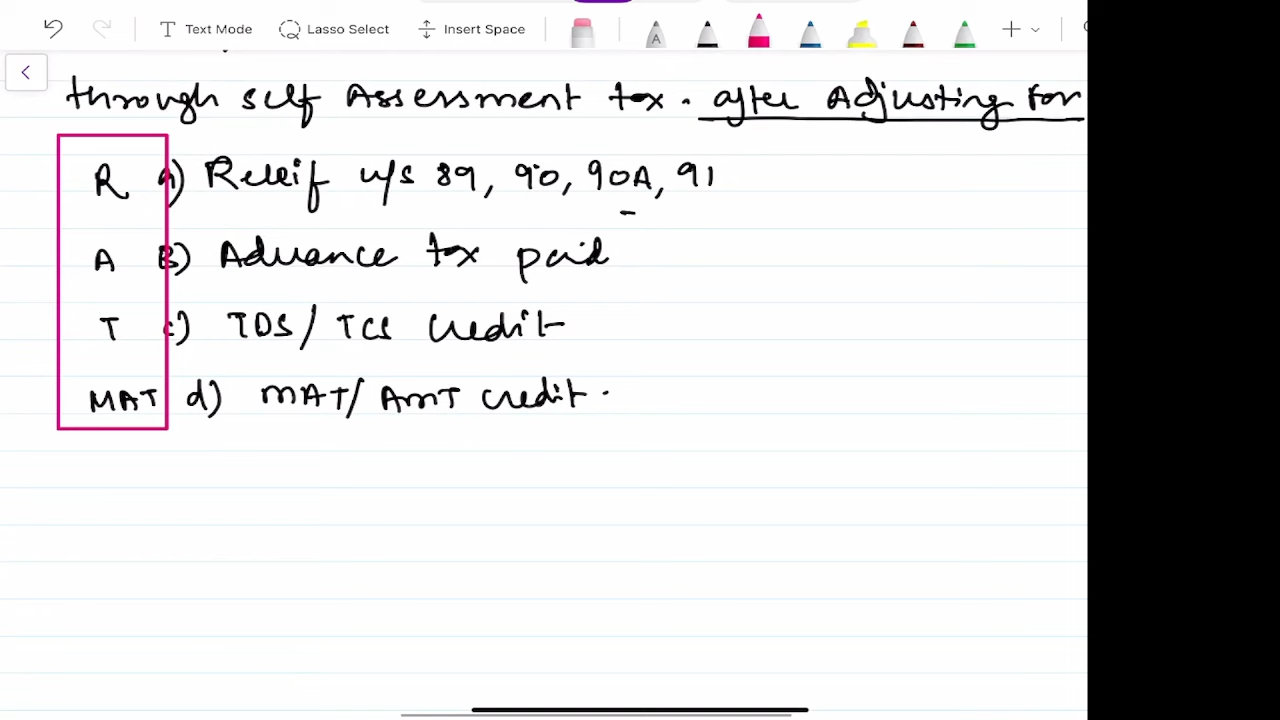 Text Mode Lasso Select Insert Space
through self Assessment tax. after Adjusting for
R a) Releif u/s 89, 90, 90A, 91
A B) Advance tax paid
T c) TDS/TCS credit
MAT d) MAT/AMT credit.